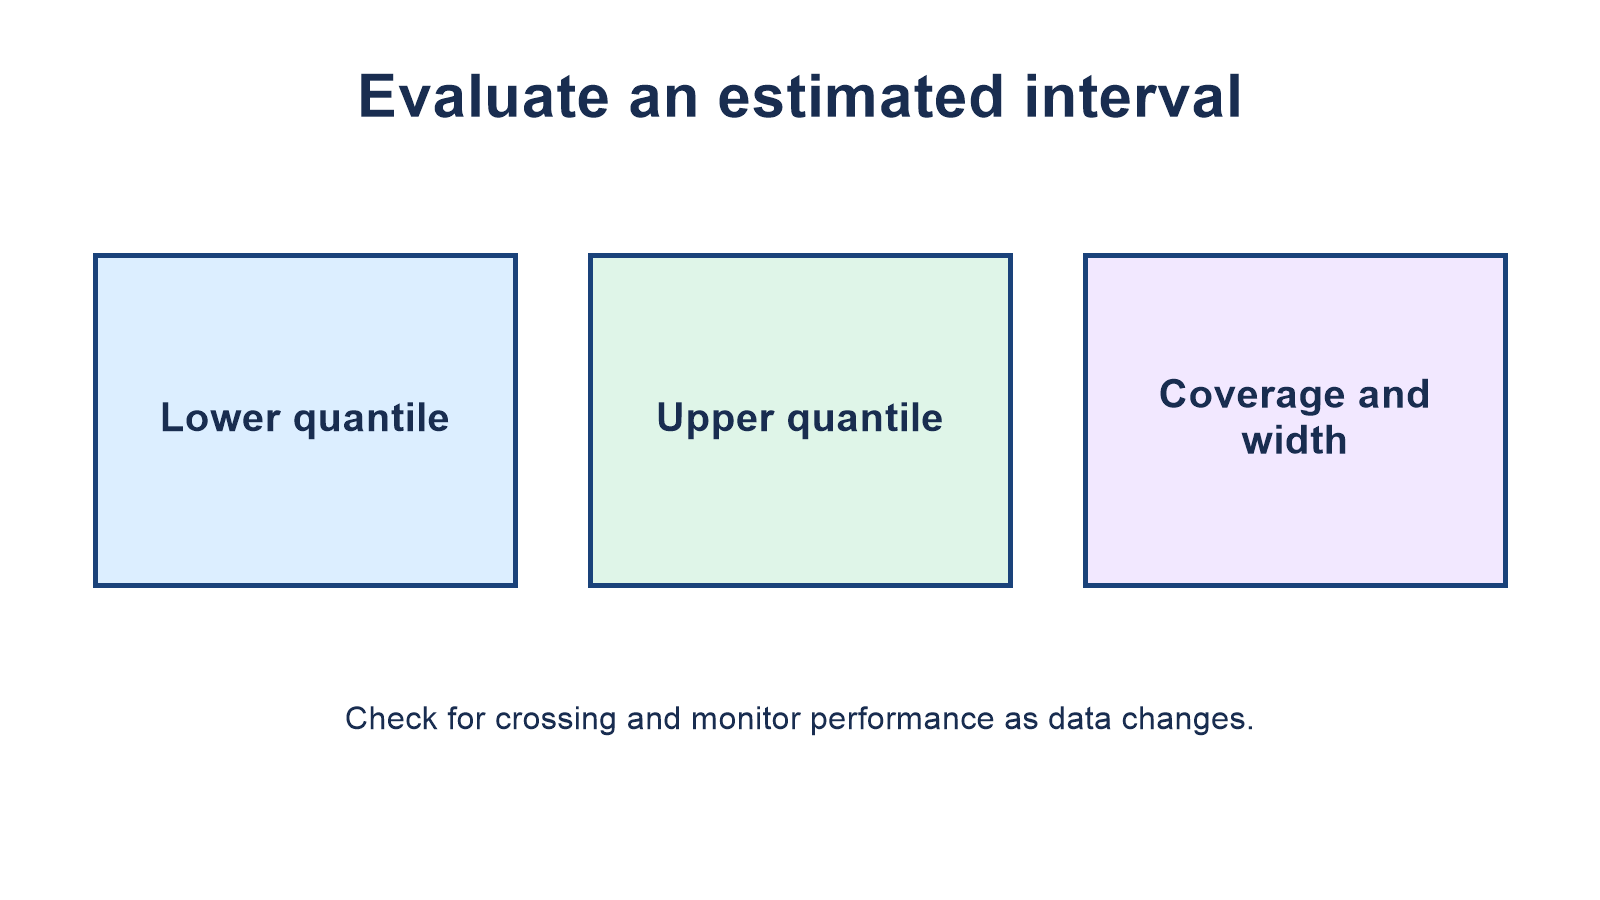 Evaluate an estimated interval
Lower quantile
Upper quantile
Coverage and
width
Check for crossing and monitor performance as data changes.